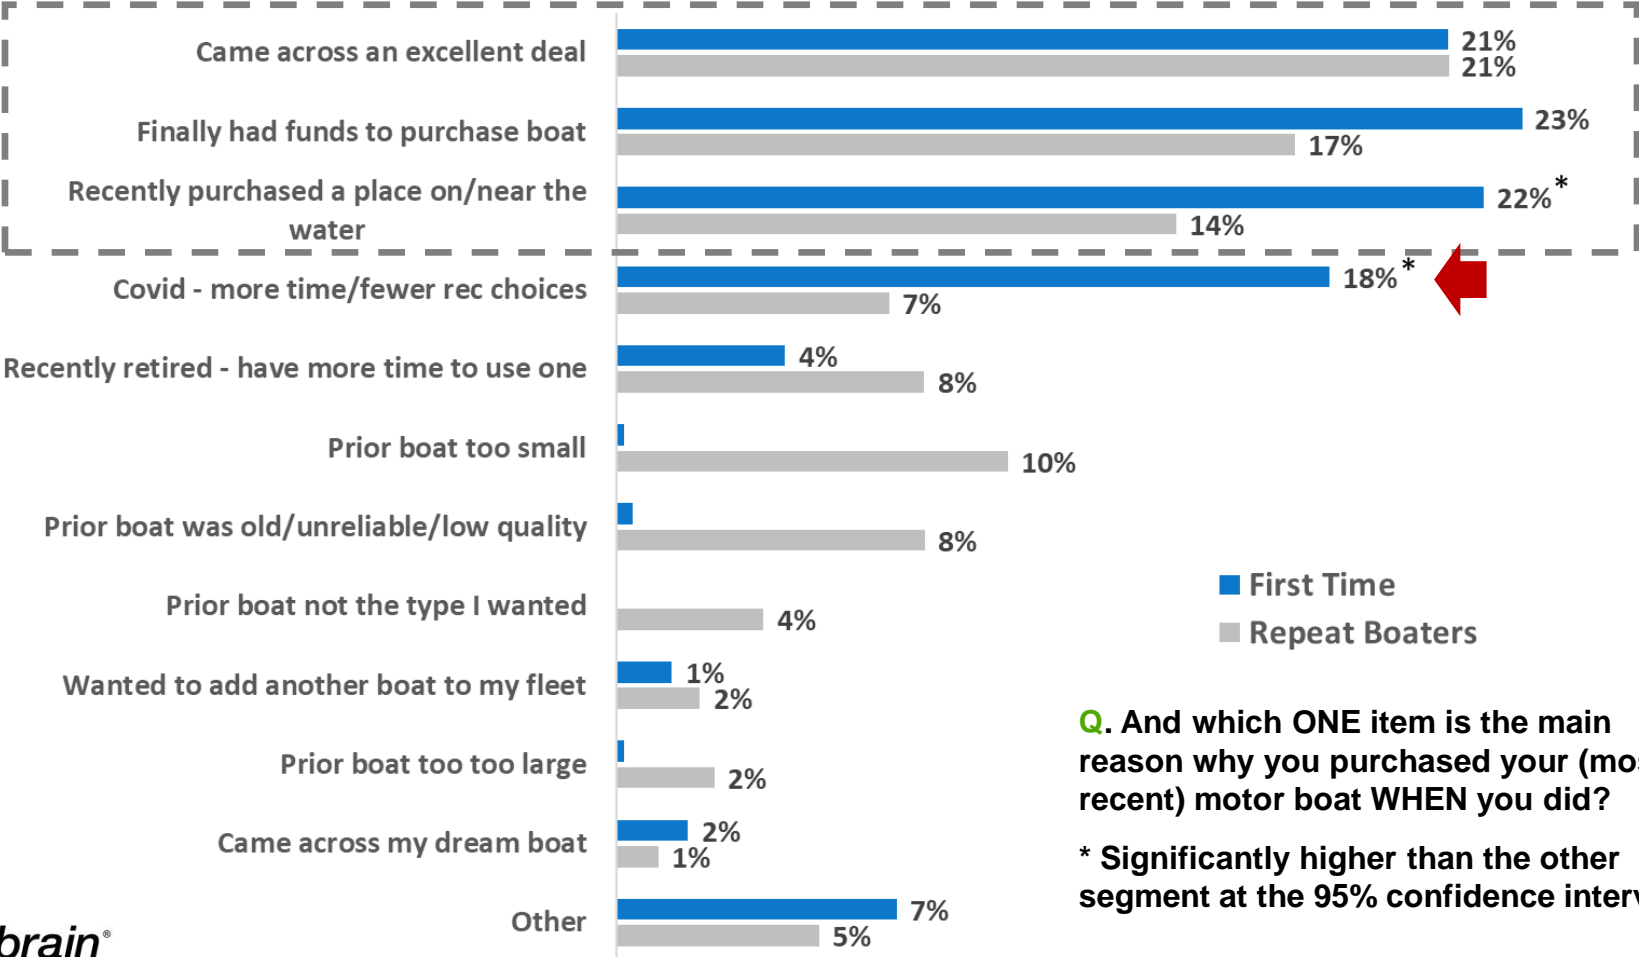 Came across an excellent deal
21%
21%
Finally had funds to purchase boat
23%
17%
Recently purchased a place on/near the
water
22%*
14%
Covid - more time/fewer rec choices
18%*
7%
Recently retired - have more time to use one
4%
8%
Prior boat too small
10%
Prior boat was old/unreliable/low quality
8%
Prior boat not the type I wanted
4%
Wanted to add another boat to my fleet
1%
2%
Prior boat too too large
2%
Came across my dream boat
2%
1%
Other
7%
5%
First Time
Repeat Boaters
Q. And which ONE item is the main
reason why you purchased your (mos
recent) motor boat WHEN you did?
* Significantly higher than the other
segment at the 95% confidence interv
brain®